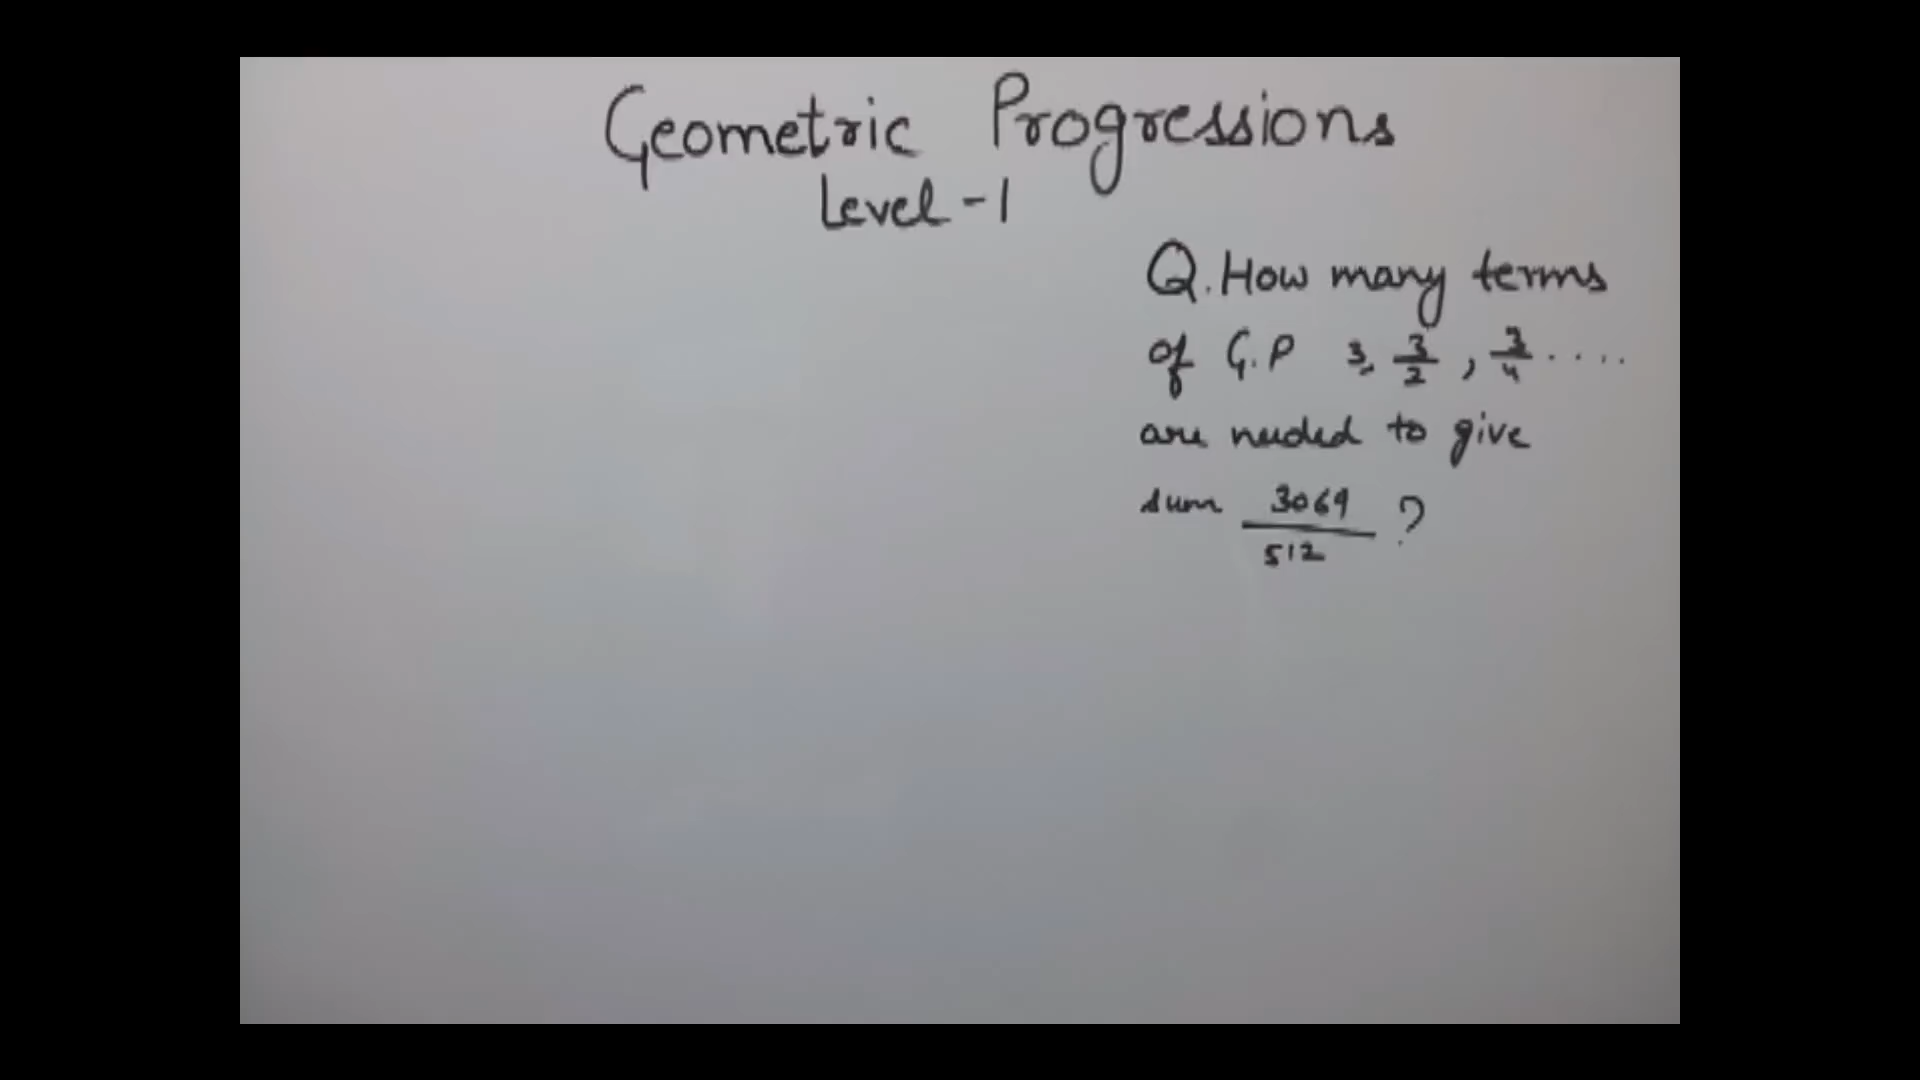 Geometric Progressions
Level-1
Q. How many terms
of G.P 3, 3/2, 3/4 ....
are needed to give
sum 3069/512 ?